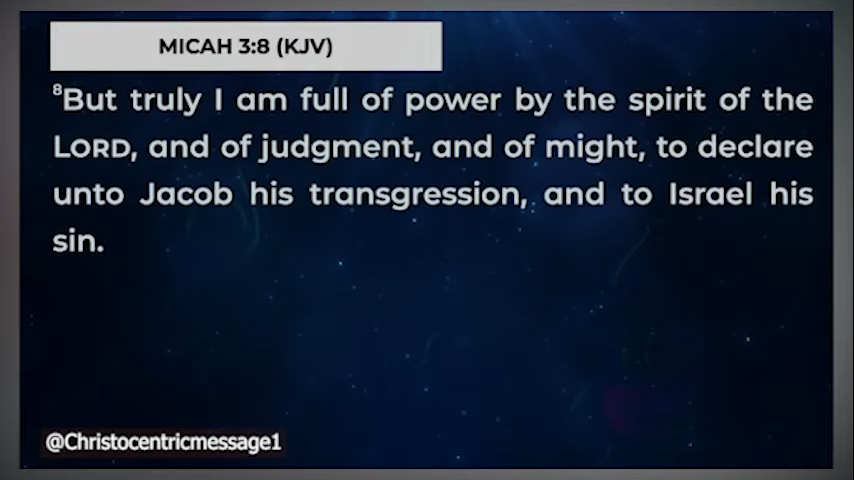 MICAH 3:8 (KJV)
8But truly I am full of power by the spirit of the
LORD, and of judgment, and of might, to declare
unto Jacob his transgression, and to Israel his
sin.
@Christocentricmessage1